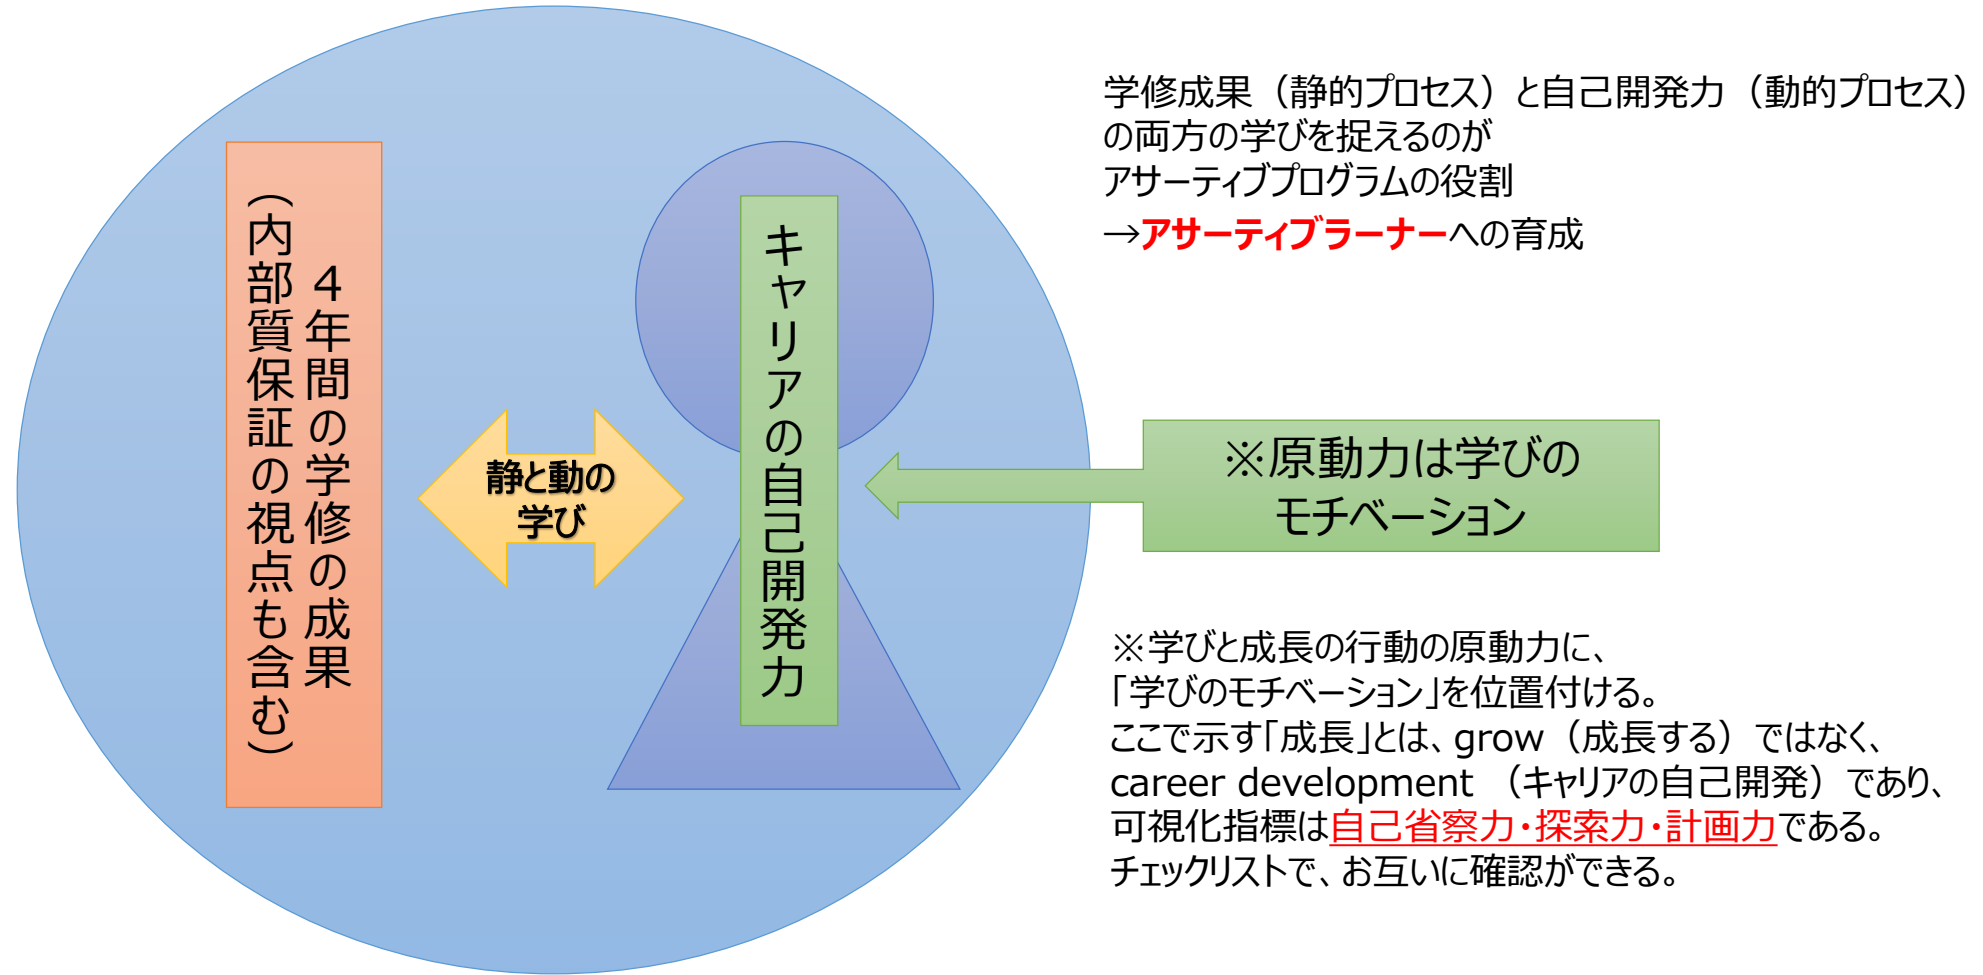 ４年間の学修の成果
（内部質保証の視点も含む）
静と動の
学び
キャリアの自己開発力
学修成果（静的プロセス）と自己開発力（動的プロセス）
の両方の学びを捉えるのが
アサーティブプログラムの役割
→アサーティブラーナーへの育成
※原動力は学びの
モチベーション
※学びと成長の行動の原動力に、
「学びのモチベーション」を位置付ける。
ここで示す「成長」とは、grow（成長する）ではなく、
career development （キャリアの自己開発）であり、
可視化指標は自己省察力・探索力・計画力である。
チェックリストで、お互いに確認ができる。